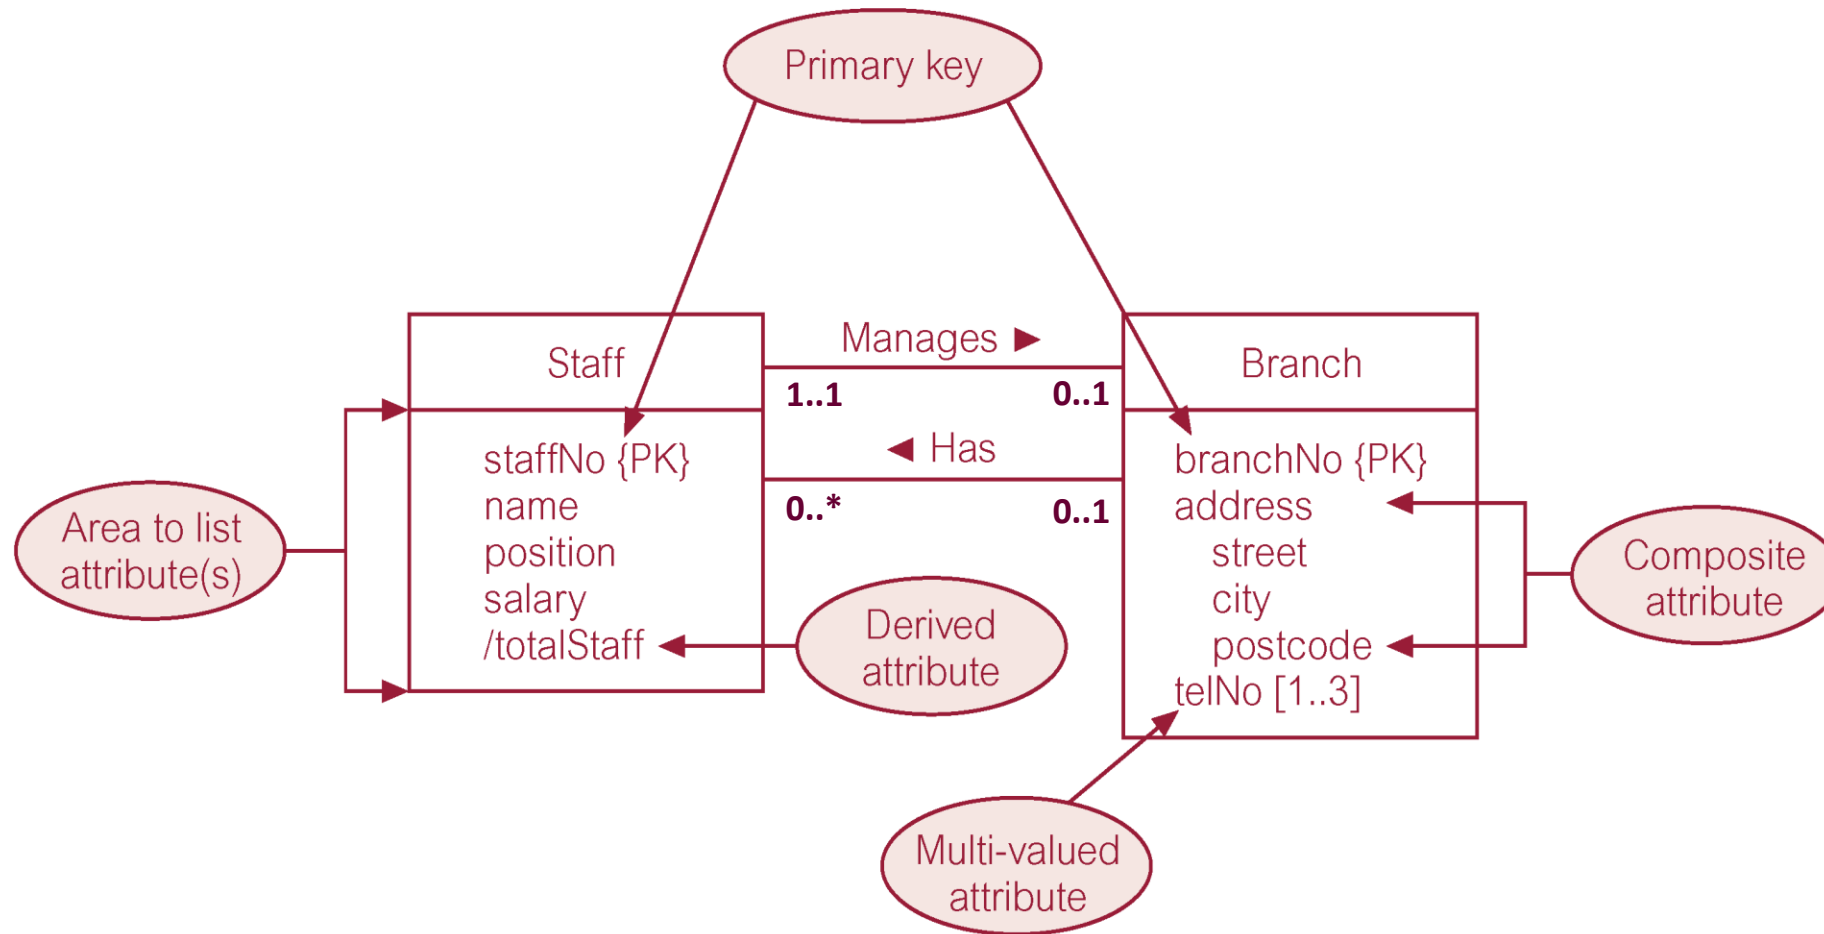 Primary key
Staff
Manages ►
Branch
1..1
0..1
◄ Has
0..*
0..1
staffNo {PK}
name
position
salary
/totalStaff
branchNo {PK}
address
street
city
postcode
telNo [1..3]
Area to list
attribute(s)
Derived
attribute
Composite
attribute
Multi-valued
attribute